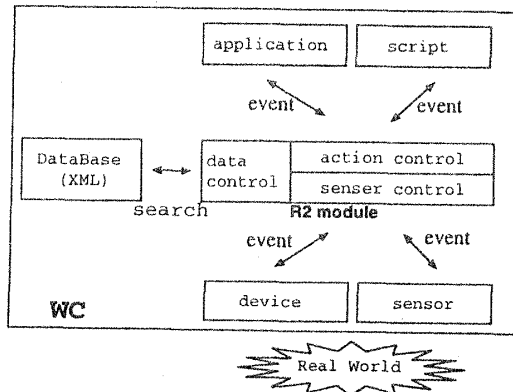 application script
event event
DataBase
(XML)
data
control
action control
senser control
search
R2 module
event event
device sensor
WC
Real World